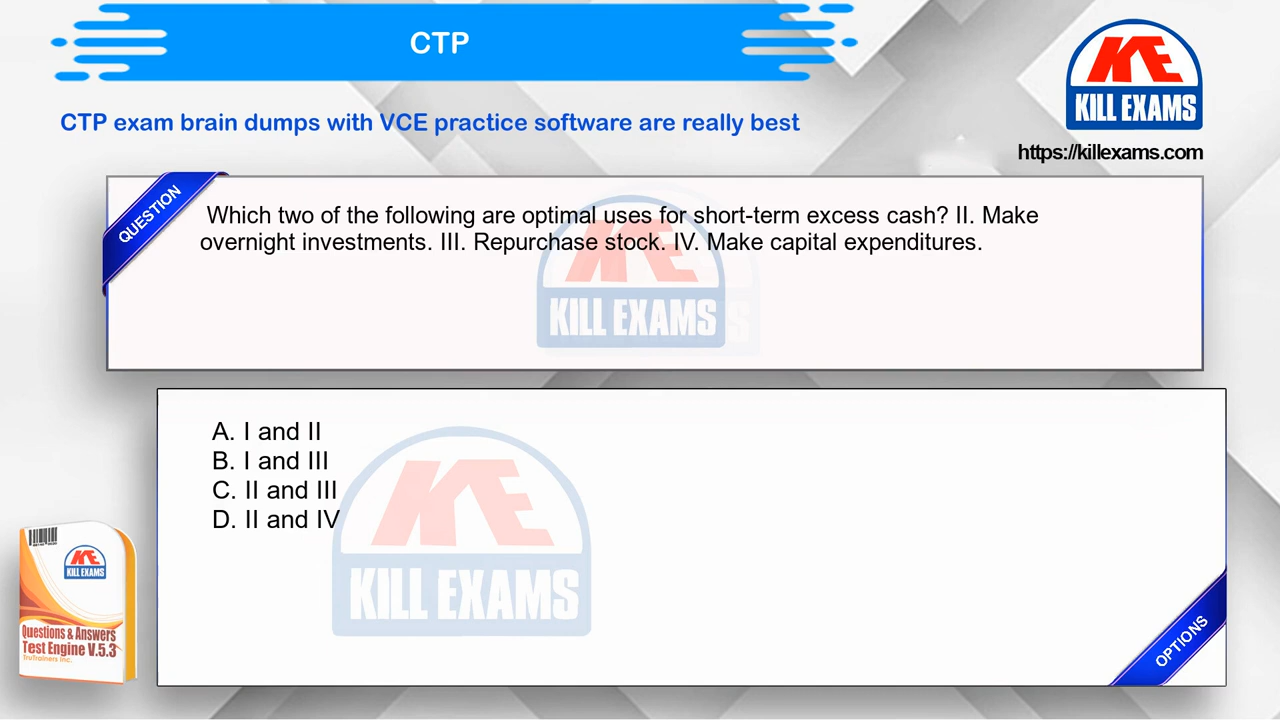 CTP
KILL EXAMS
CTP exam brain dumps with VCE practice software are really best
https://killexams.com
QUESTION
Which two of the following are optimal uses for short-term excess cash? II. Make
overnight investments. III. Repurchase stock. IV. Make capital expenditures.
KILL EXAMS
A. I and II
B. I and III
C. II and III
D. II and IV
KILL EXAMS
KILL EXAMS
Questions & Answers
Test Engine V.5.3
TruTrainers Inc.
OPTIONS